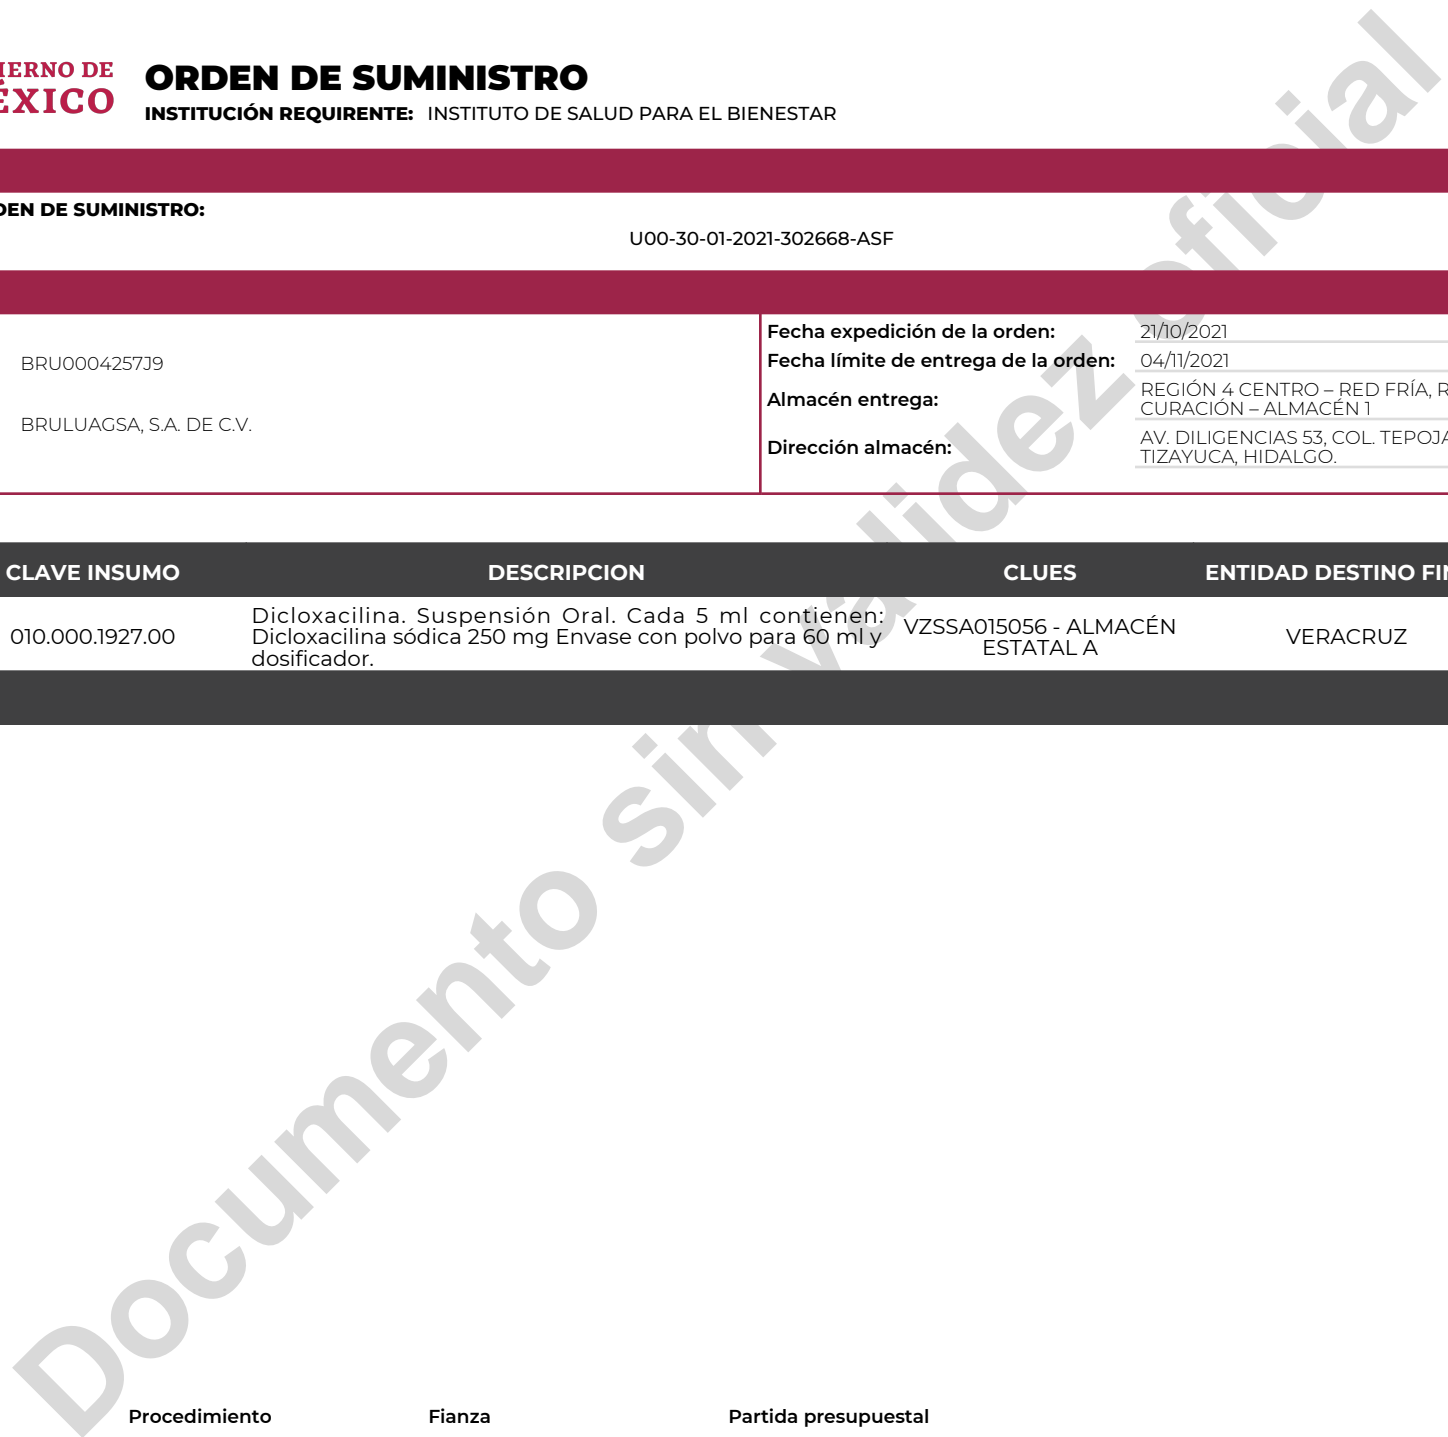 IERNO DE
ÉXICO
ORDEN DE SUMINISTRO
INSTITUCIÓN REQUIRENTE: INSTITUTO DE SALUD PARA EL BIENESTAR
DEN DE SUMINISTRO:
U00-30-01-2021-302668-ASF
BRU0004257J9
BRULUAGSA, S.A. DE C.V.
Fecha expedición de la orden: 21/10/2021
Fecha límite de entrega de la orden: 04/11/2021
Almacén entrega: REGIÓN 4 CENTRO – RED FRÍA, R
CURACIÓN – ALMACÉN 1
Dirección almacén: AV. DILIGENCIAS 53, COL. TEPOJA
TIZAYUCA, HIDALGO.
CLAVE INSUMO DESCRIPCION CLUES ENTIDAD DESTINO FIN
010.000.1927.00
Dicloxacilina. Suspensión Oral. Cada 5 ml contienen:
Dicloxacilina sódica 250 mg Envase con polvo para 60 ml y
dosificador.
VZSSA015056 - ALMACÉN
ESTATAL A
VERACRUZ
Documento sin validez oficial
Procedimiento Fianza Partida presupuestal